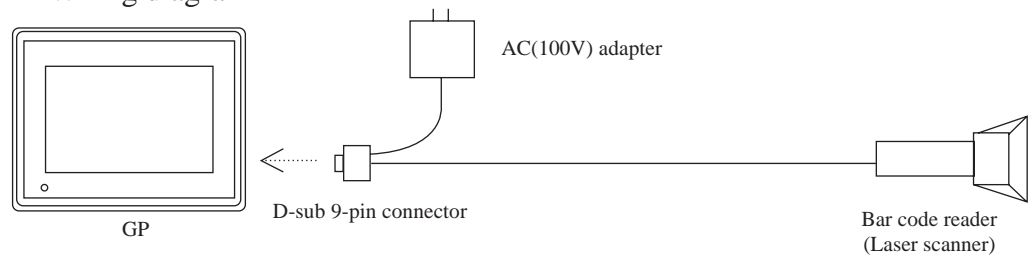 AC(100V) adapter
D-sub 9-pin connector
GP
Bar code reader
(Laser scanner)